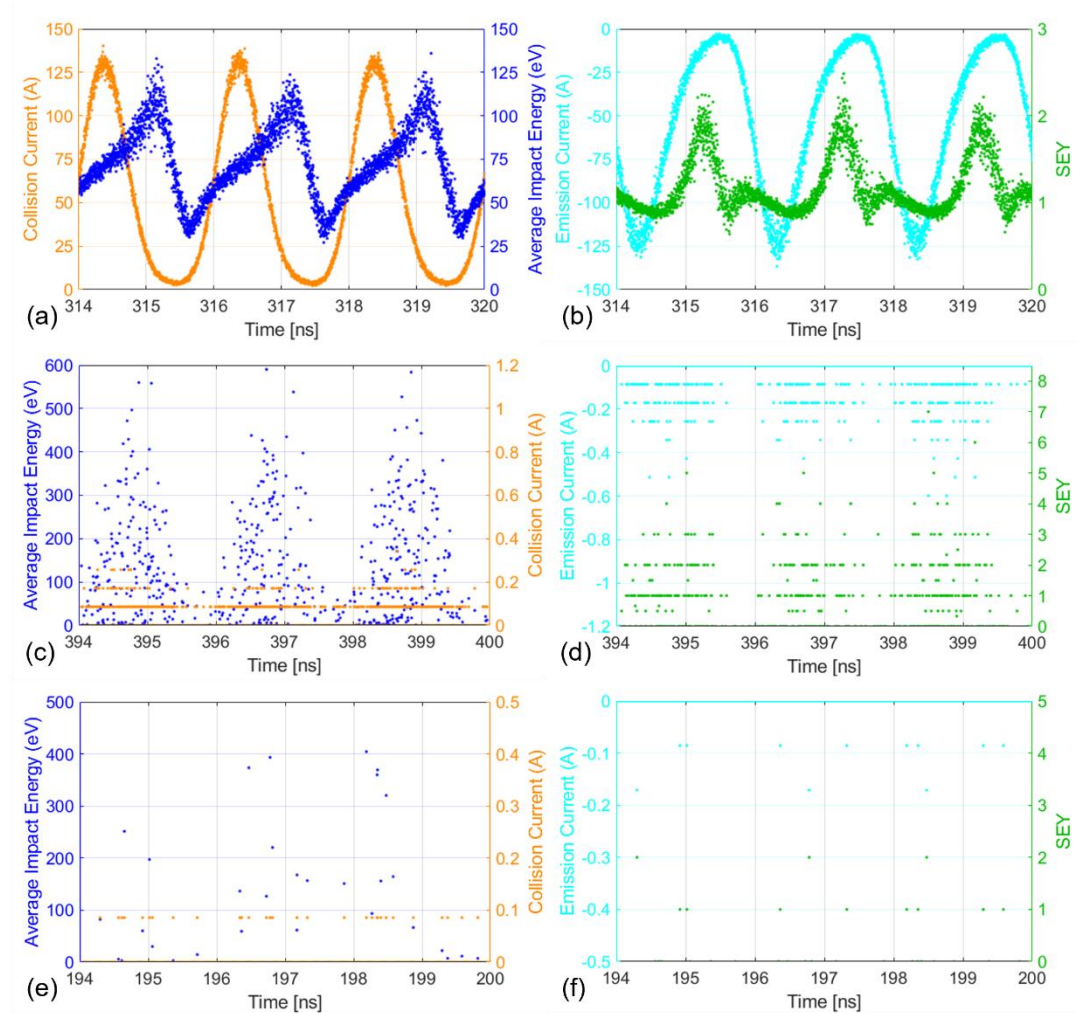 150
125
100
75
50
25
0
Collision Current (A)
150
125
100
75
50
25
0
Average Impact Energy (eV)
314 315 316 317 318 319 320
Time [ns]
(a)
0
-25
-50
-75
-100
-125
-150
Emission Current (A)
3
2
1
0
SEY
314 315 316 317 318 319 320
Time [ns]
(b)
600
500
400
300
200
100
0
Average Impact Energy (eV)
1.2
1
0.8
0.6
0.4
0.2
0
Collision Current (A)
394 395 396 397 398 399 400
Time [ns]
(c)
0
-0.2
-0.4
-0.6
-0.8
-1
-1.2
Emission Current (A)
8
7
6
5
4
3
2
1
0
SEY
394 395 396 397 398 399 400
Time [ns]
(d)
500
400
300
200
100
0
Average Impact Energy (eV)
0.5
0.4
0.3
0.2
0.1
0
Collision Current (A)
194 195 196 197 198 199 200
Time [ns]
(e)
0
-0.1
-0.2
-0.3
-0.4
-0.5
Emission Current (A)
5
4
3
2
1
0
SEY
194 195 196 197 198 199 200
Time [ns]
(f)